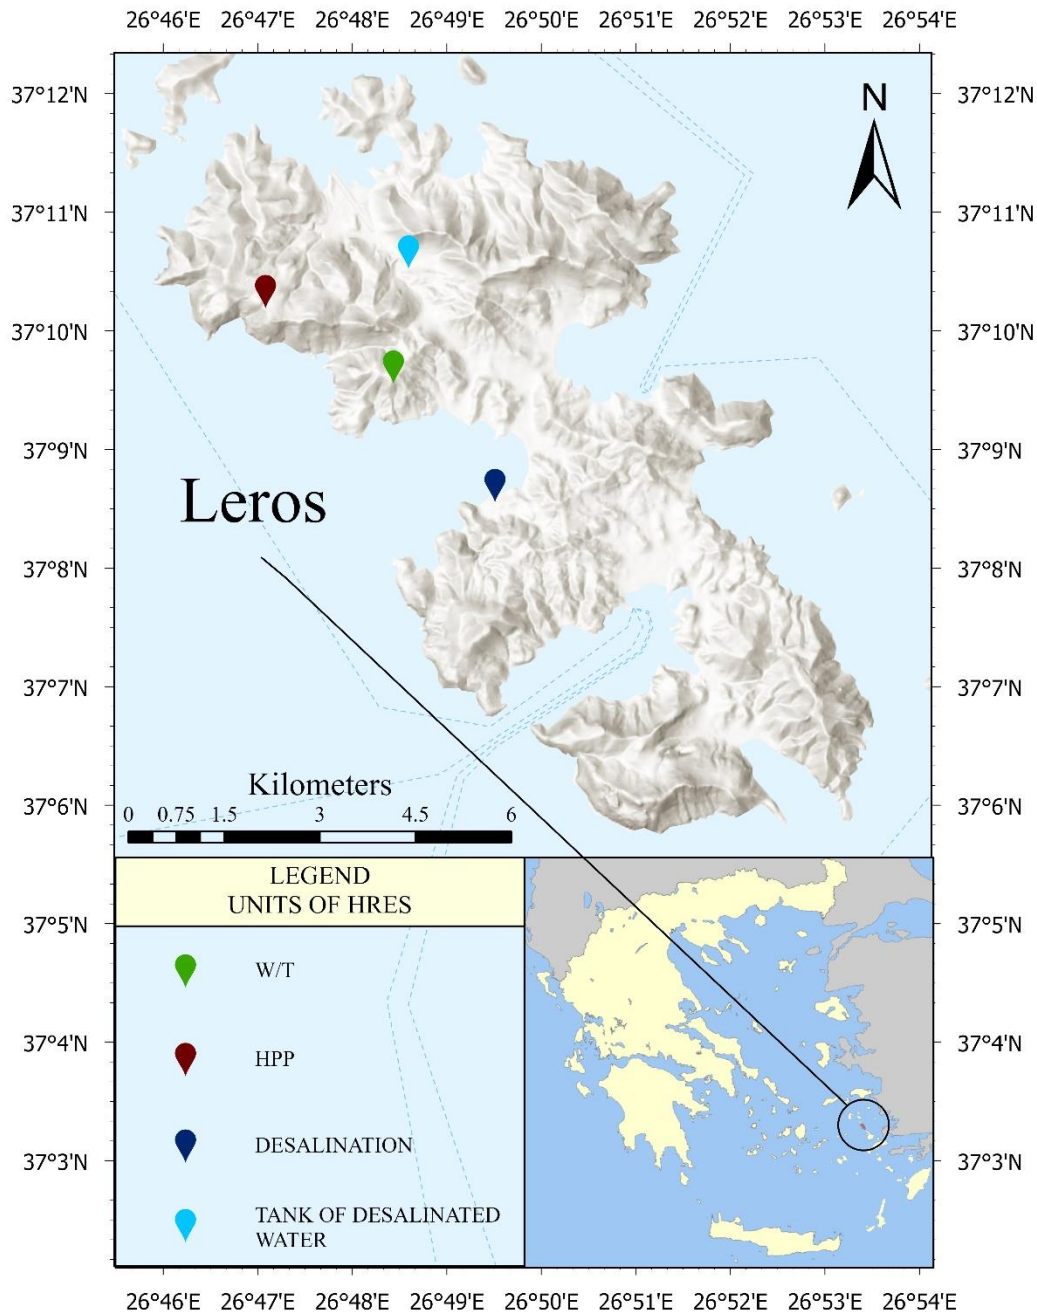 26°46'E 26°47'E 26°48'E 26°49'E 26°50'E 26°51'E 26°52'E 26°53'E 26°54'E
37°12'N 37°12'N
N
37°11'N 37°11'N
37°10'N 37°10'N
37°9'N 37°9'N
Leros
37°8'N 37°8'N
37°7'N 37°7'N
Kilometers
37°6'N 37°6'N
0 0.75 1.5 3 4.5 6
LEGEND
UNITS OF HRES
37°5'N 37°5'N
W/T
37°4'N 37°4'N
HPP
DESALINATION
37°3'N 37°3'N
TANK OF DESALINATED
WATER
26°46'E 26°47'E 26°48'E 26°49'E 26°50'E 26°51'E 26°52'E 26°53'E 26°54'E